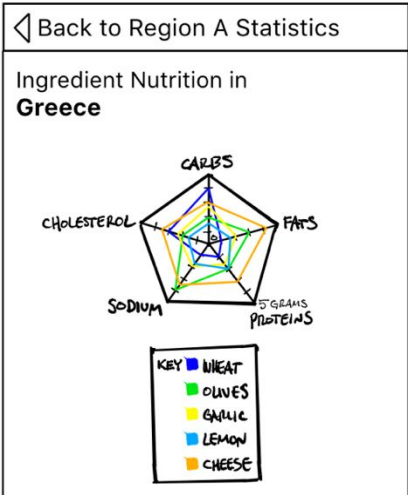 Back to Region A Statistics
Ingredient Nutrition in
Greece
CARBS
CHOLESTEROL
FATS
0
SODIUM
5 GRAMS
PROTEINS
KEY WHEAT
OLIVES
GARLIC
LEMON
CHEESE